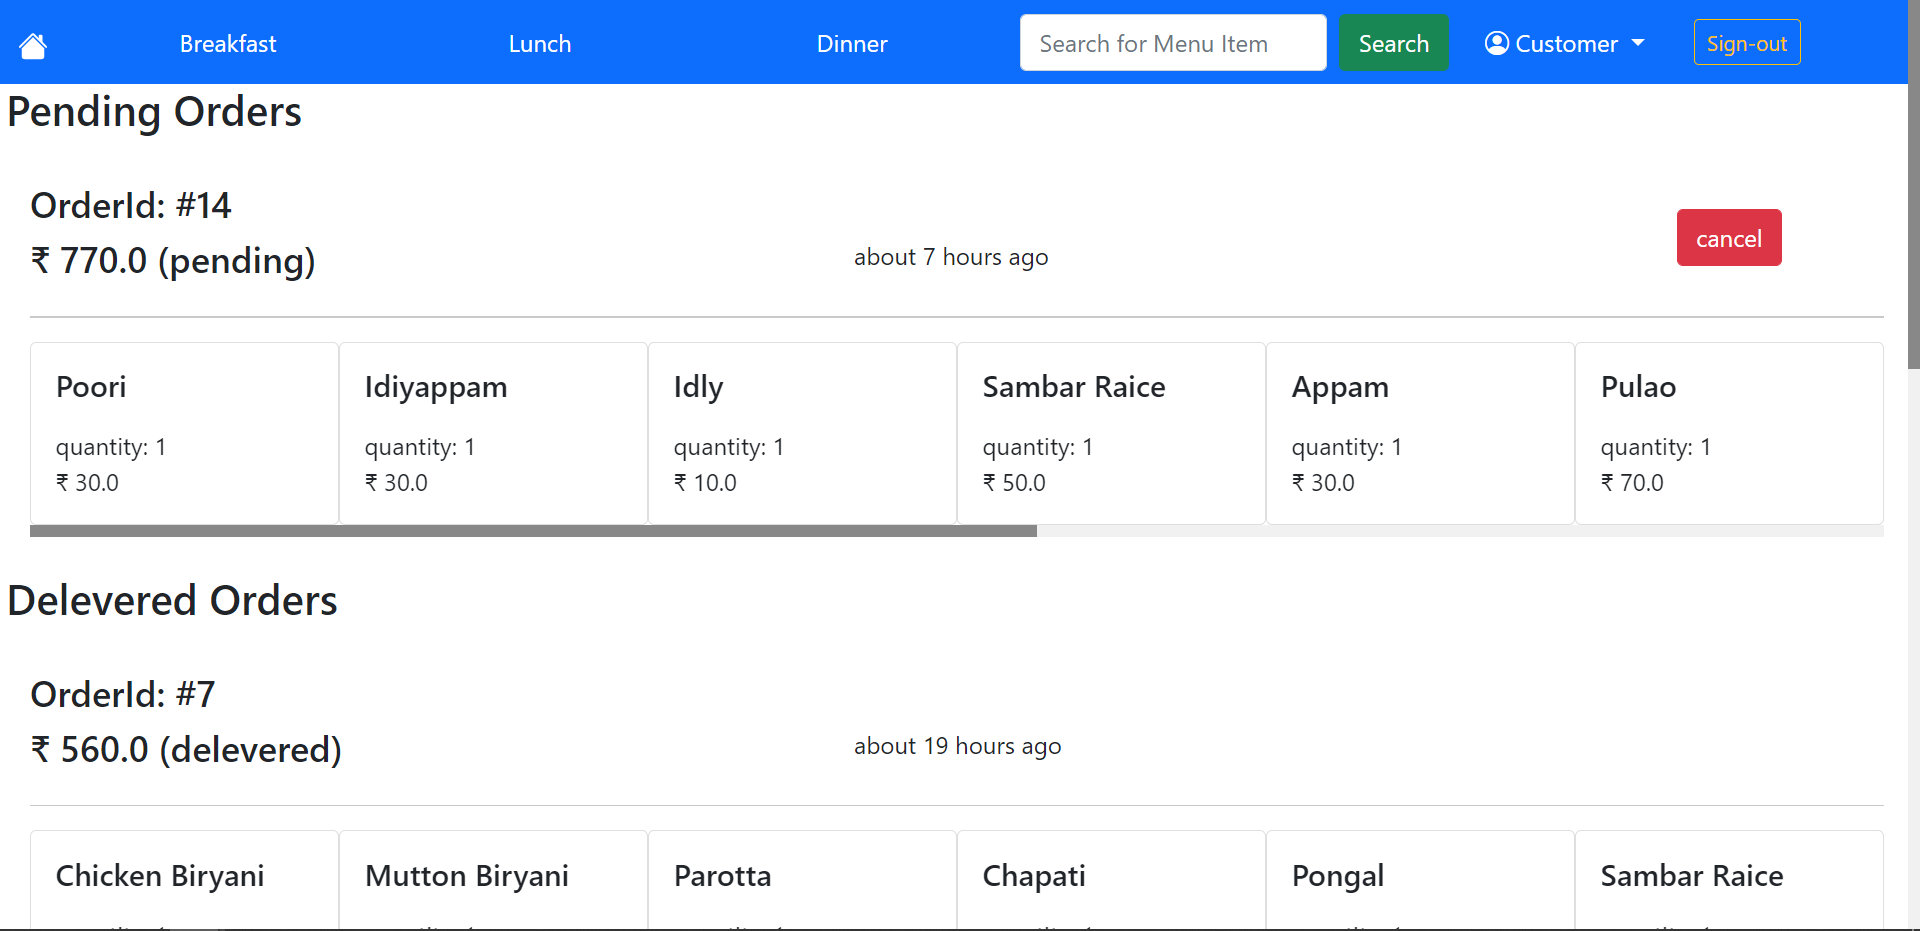 Breakfast Lunch Dinner Search for Menu Item Search Customer Sign-out
Pending Orders
OrderId: #14
₹ 770.0 (pending) about 7 hours ago cancel
Poori Idiyappam Idly Sambar Raice Appam Pulao
quantity: 1 quantity: 1 quantity: 1 quantity: 1 quantity: 1 quantity: 1
₹ 30.0 ₹ 30.0 ₹ 10.0 ₹ 50.0 ₹ 30.0 ₹ 70.0
Delevered Orders
OrderId: #7
₹ 560.0 (delevered) about 19 hours ago
Chicken Biryani Mutton Biryani Parotta Chapati Pongal Sambar Raice